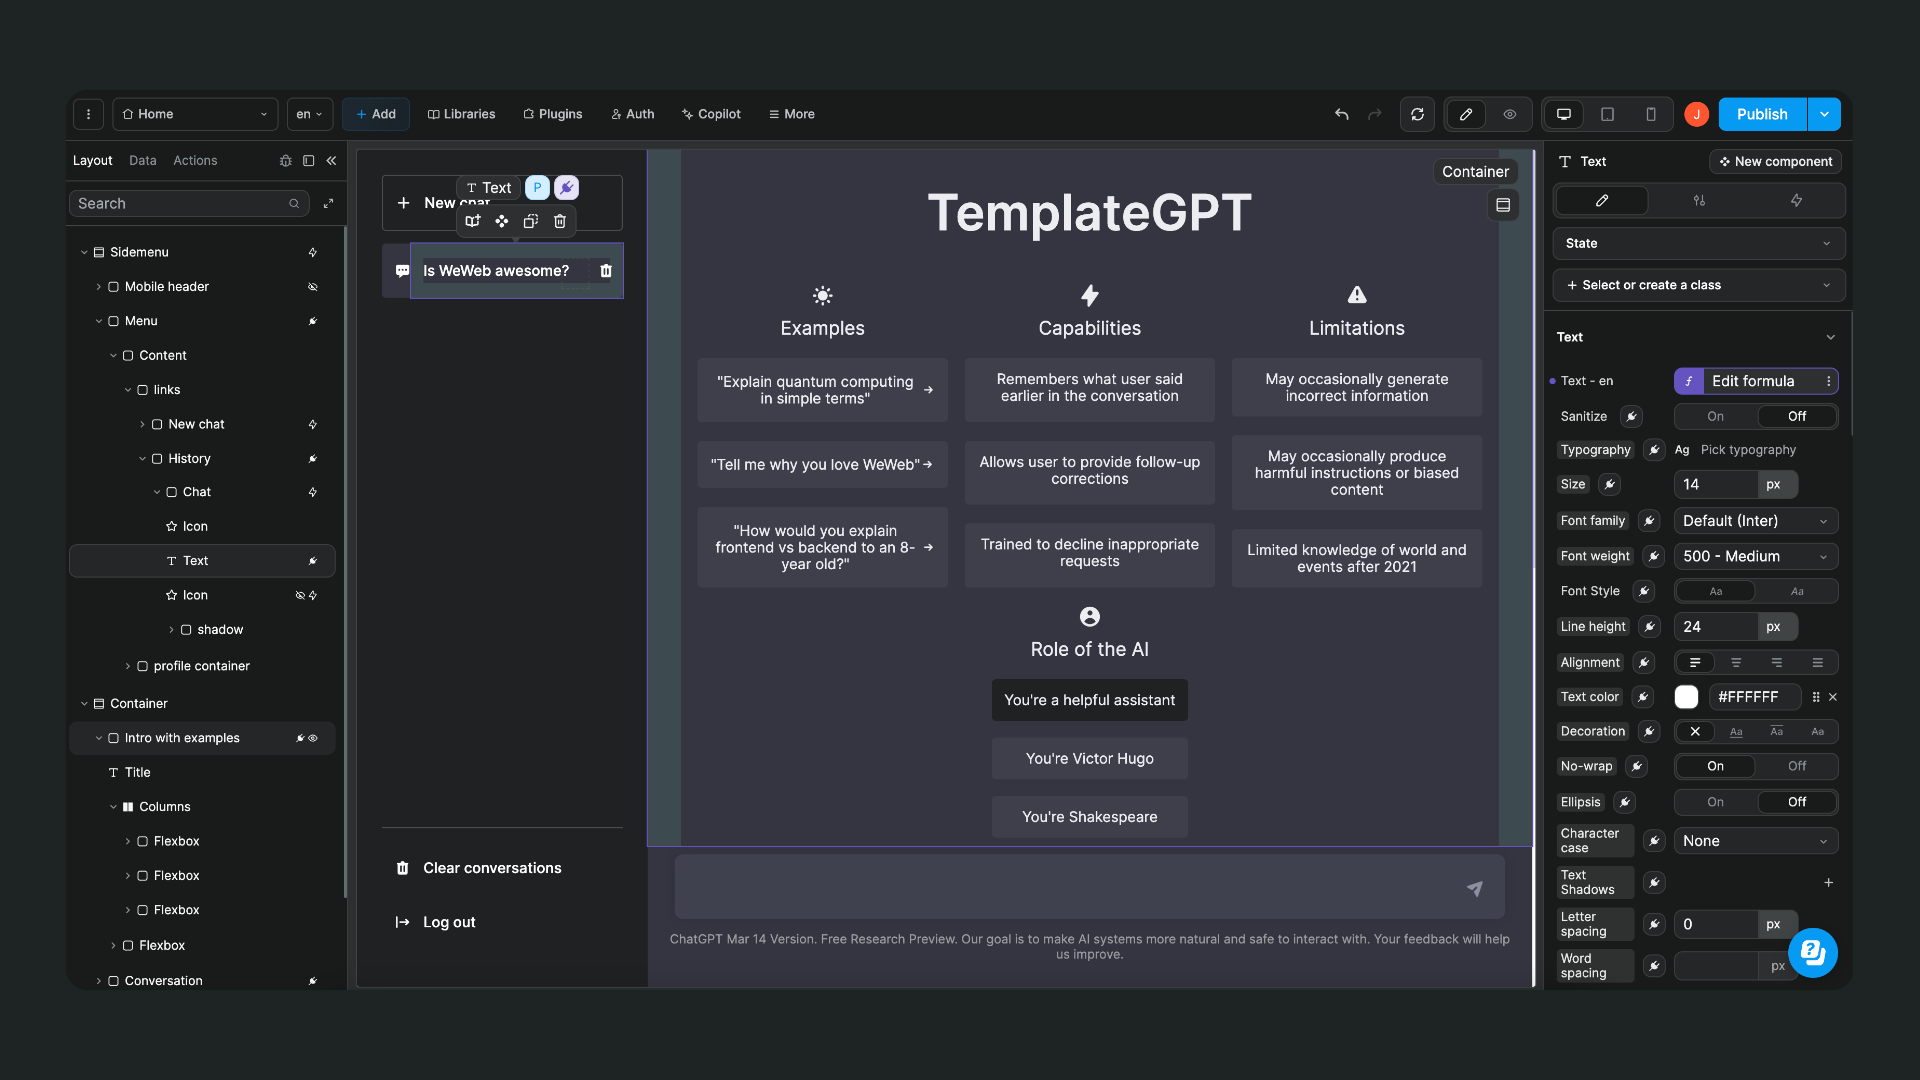 Home
en
+ Add
Libraries
Plugins
Auth
Copilot
More
J
Publish
Layout
Data
Actions
Search
Sidemenu
Mobile header
Menu
Content
links
New chat
History
Chat
Icon
Text
Icon
shadow
profile container
Container
Intro with examples
Title
Columns
Flexbox
Flexbox
Flexbox
Flexbox
Conversation
Text
P
New chat
Is WeWeb awesome?
Clear conversations
Log out
Container
TemplateGPT
Examples
"Explain quantum computing
in simple terms"
"Tell me why you love WeWeb"
"How would you explain
frontend vs backend to an 8-
year old?"
Capabilities
Remembers what user said
earlier in the conversation
Allows user to provide follow-up
corrections
Trained to decline inappropriate
requests
Limitations
May occasionally generate
incorrect information
May occasionally produce
harmful instructions or biased
content
Limited knowledge of world and
events after 2021
Role of the AI
You're a helpful assistant
You're Victor Hugo
You're Shakespeare
ChatGPT Mar 14 Version. Free Research Preview. Our goal is to make AI systems more natural and safe to interact with. Your feedback will help
us improve.
Text
New component
State
+ Select or create a class
Text
Text - en
f Edit formula
Sanitize
On Off
Typography
Ag Pick typography
Size
14 px
Font family
Default (Inter)
Font weight
500 - Medium
Font Style
Aa Aa
Line height
24 px
Alignment
Text color
#FFFFFF
Decoration
Aa Aa Aa
No-wrap
On Off
Ellipsis
On Off
Character
case
None
Text
Shadows
Letter
spacing
0 px
Word
spacing
px